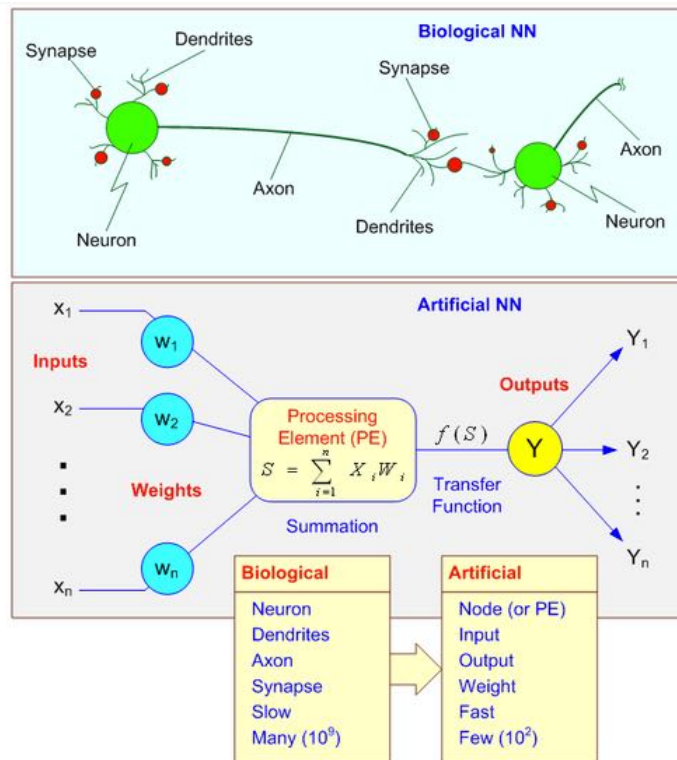 Biological NN
Synapse
Dendrites
Synapse
Axon
Axon
Dendrites
Neuron
Neuron
Artificial NN
x1
w1
Inputs
x2
w2
Weights
xn
wn
Processing
Element (PE)
S = ∑ i=1 n X i W i
Summation
f(S)
Transfer
Function
Outputs
Y
Y1
Y2
Yn
Biological
Neuron
Dendrites
Axon
Synapse
Slow
Many (10^9)
Artificial
Node (or PE)
Input
Output
Weight
Fast
Few (10^2)